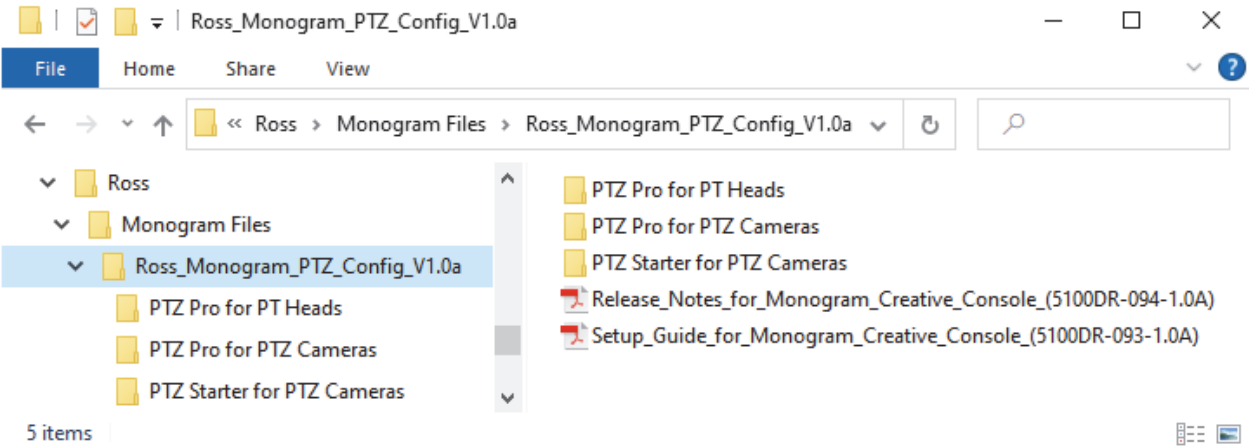 Ross_Monogram_PTZ_Config_V1.0a
File Home Share View
« Ross › Monogram Files › Ross_Monogram_PTZ_Config_V1.0a
Ross
Monogram Files
Ross_Monogram_PTZ_Config_V1.0a
PTZ Pro for PT Heads
PTZ Pro for PTZ Cameras
PTZ Starter for PTZ Cameras
PTZ Pro for PT Heads
PTZ Pro for PTZ Cameras
PTZ Starter for PTZ Cameras
Release_Notes_for_Monogram_Creative_Console_(5100DR-094-1.0A)
Setup_Guide_for_Monogram_Creative_Console_(5100DR-093-1.0A)
5 items